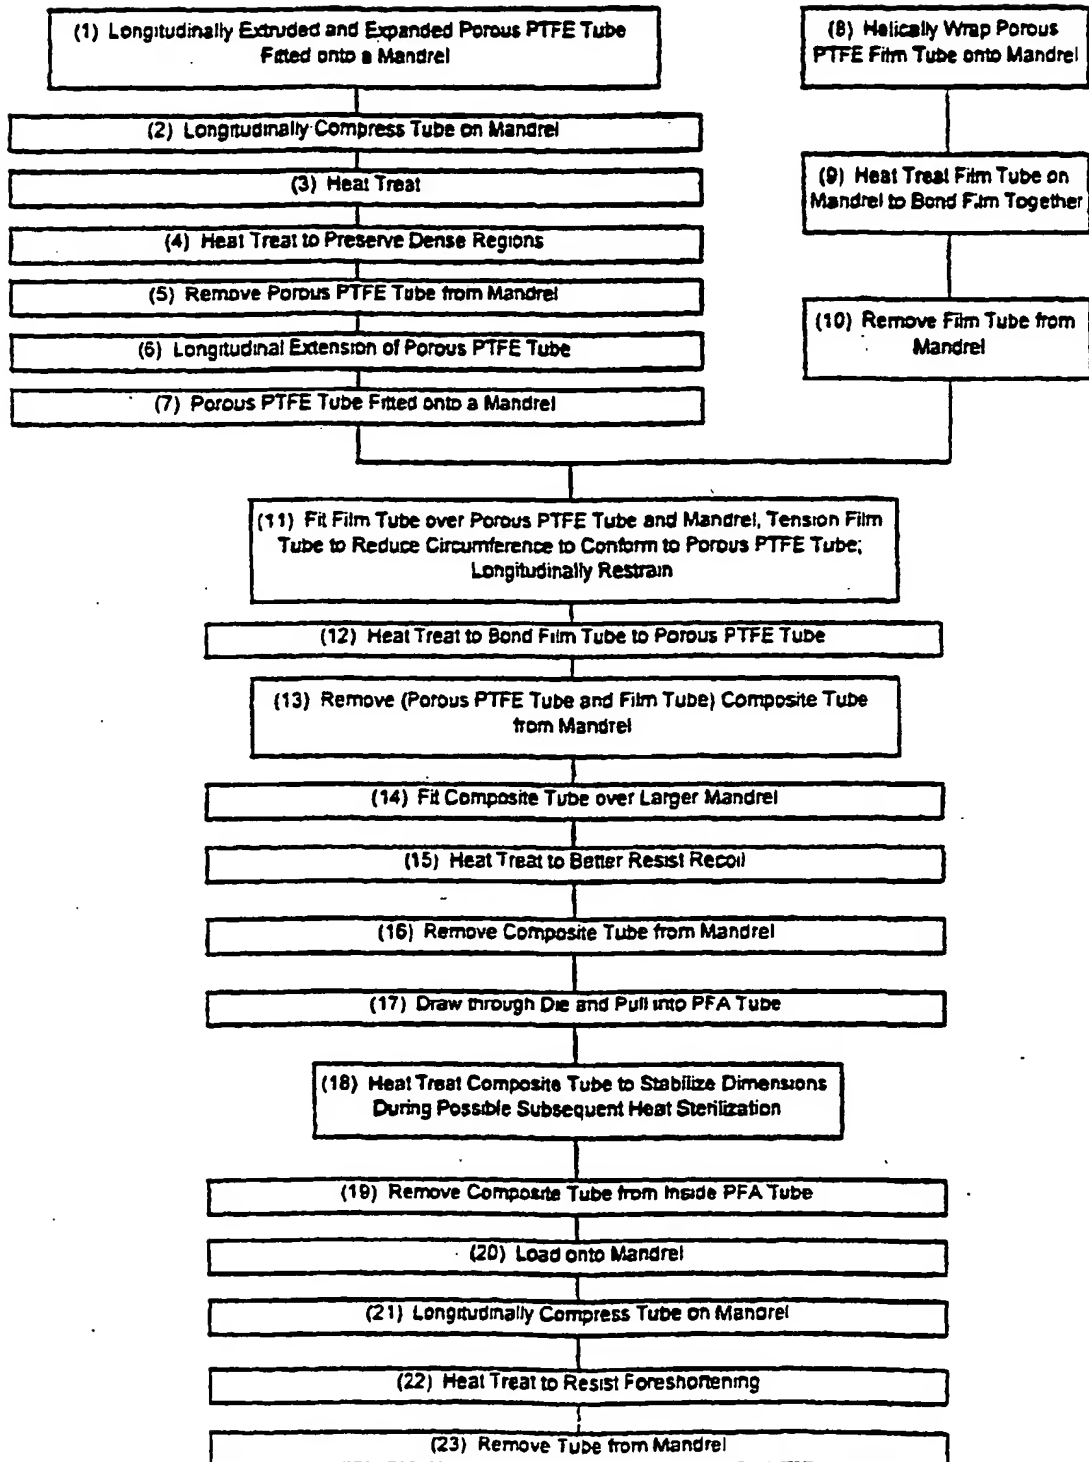 (1) Longitudinally Extruded and Expanded Porous PTFE Tube
Fitted onto a Mandrel
(2) Longitudinally Compress Tube on Mandrel
(3) Heat Treat
(4) Heat Treat to Preserve Dense Regions
(5) Remove Porous PTFE Tube from Mandrel
(6) Longitudinal Extension of Porous PTFE Tube
(7) Porous PTFE Tube Fitted onto a Mandrel
(8) Helically Wrap Porous
PTFE Film Tube onto Mandrel
(9) Heat Treat Film Tube on
Mandrel to Bond Film Together
(10) Remove Film Tube from
Mandrel
(11) Fit Film Tube over Porous PTFE Tube and Mandrel, Tension Film
Tube to Reduce Circumference to Conform to Porous PTFE Tube;
Longitudinally Restrain
(12) Heat Treat to Bond Film Tube to Porous PTFE Tube
(13) Remove (Porous PTFE Tube and Film Tube) Composite Tube
from Mandrel
(14) Fit Composite Tube over Larger Mandrel
(15) Heat Treat to Better Resist Recoil
(16) Remove Composite Tube from Mandrel
(17) Draw through Die and Pull into PFA Tube
(18) Heat Treat Composite Tube to Stabilize Dimensions
During Possible Subsequent Heat Sterilization
(19) Remove Composite Tube from Inside PFA Tube
(20) Load onto Mandrel
(21) Longitudinally Compress Tube on Mandrel
(22) Heat Treat to Resist Foreshortening
(23) Remove Tube from Mandrel